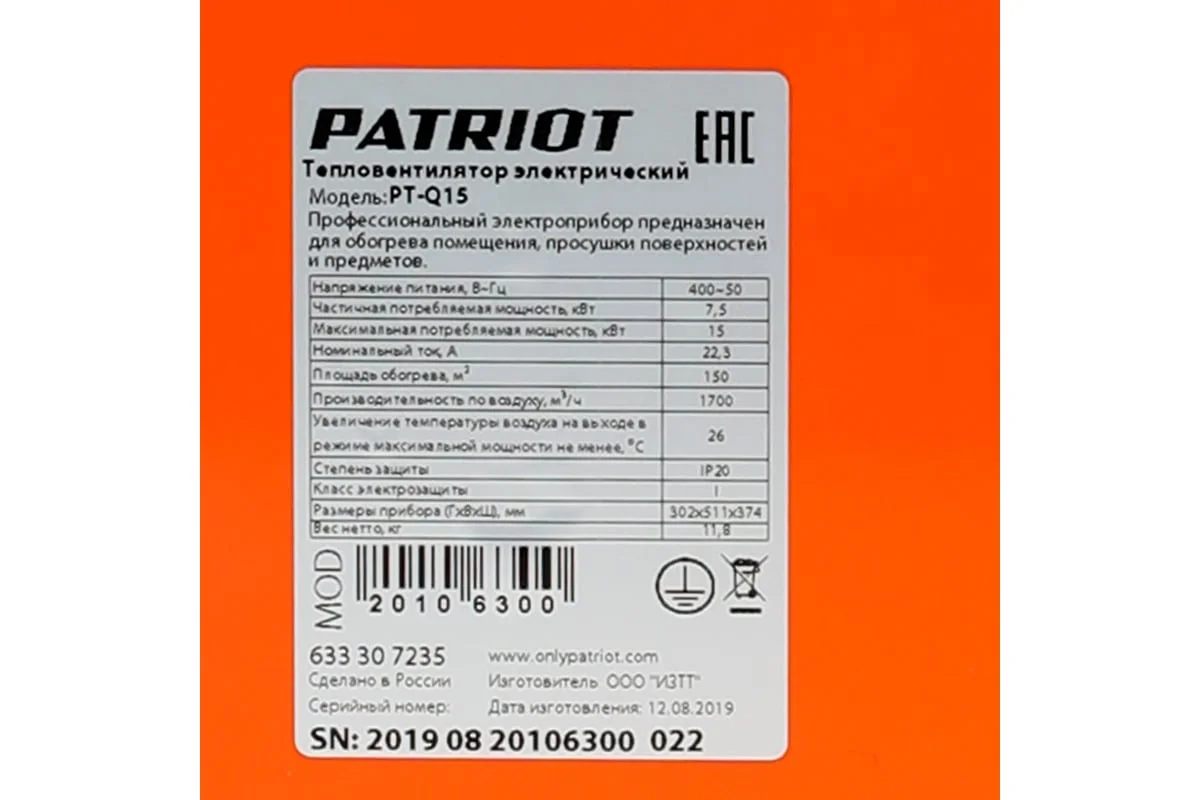 PATRIOT EAC
Тепловентилятор электрический
Модель: PT-Q15
Профессиональный электроприбор предназначен
для обогрева помещения, просушки поверхностей
и предметов.
Напряжение питания, В~Гц 400~50
Частичная потребляемая мощность, кВт 7,5
Максимальная потребляемая мощность, кВт 15
Номинальный ток, А 22,3
Площадь обогрева, м² 150
Производительность по воздуху, м³/ч 1700
Увеличение температуры воздуха на выходе в
режиме максимальной мощности не менее, °С 26
Степень защиты IP20
Класс электрозащиты I
Размеры прибора (ГхВхШ), мм 302х511х374
Вес нетто, кг 11,8
MOD
2010 6300
633 30 7235 www.onlypatriot.com
Сделано в России Изготовитель: ООО "ИЗТТ"
Серийный номер: Дата изготовления: 12.08.2019
SN: 2019 08 20106300 022